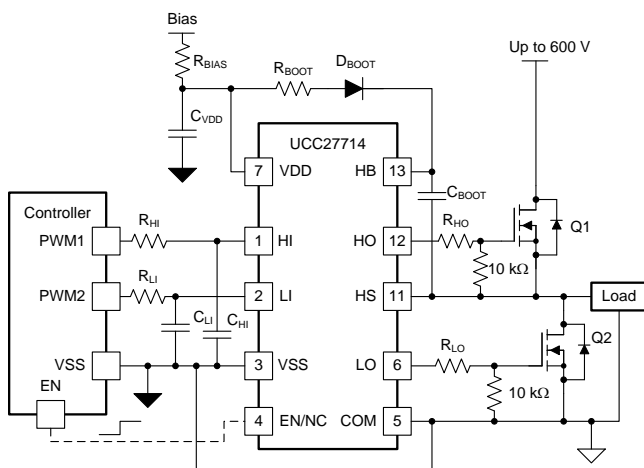 Bias
RBIAS
RBOOT
DBOOT
Up to 600 V
CVDD
UCC27714
7 VDD
HB 13
CBOOT
Controller
PWM1
RHI
1 HI
HO 12
RHO
Q1
10 kΩ
PWM2
RLI
2 LI
HS 11
Load
CLI
CHI
Q2
VSS
3 VSS
LO 6
RLO
10 kΩ
EN
4 EN/NC
COM 5